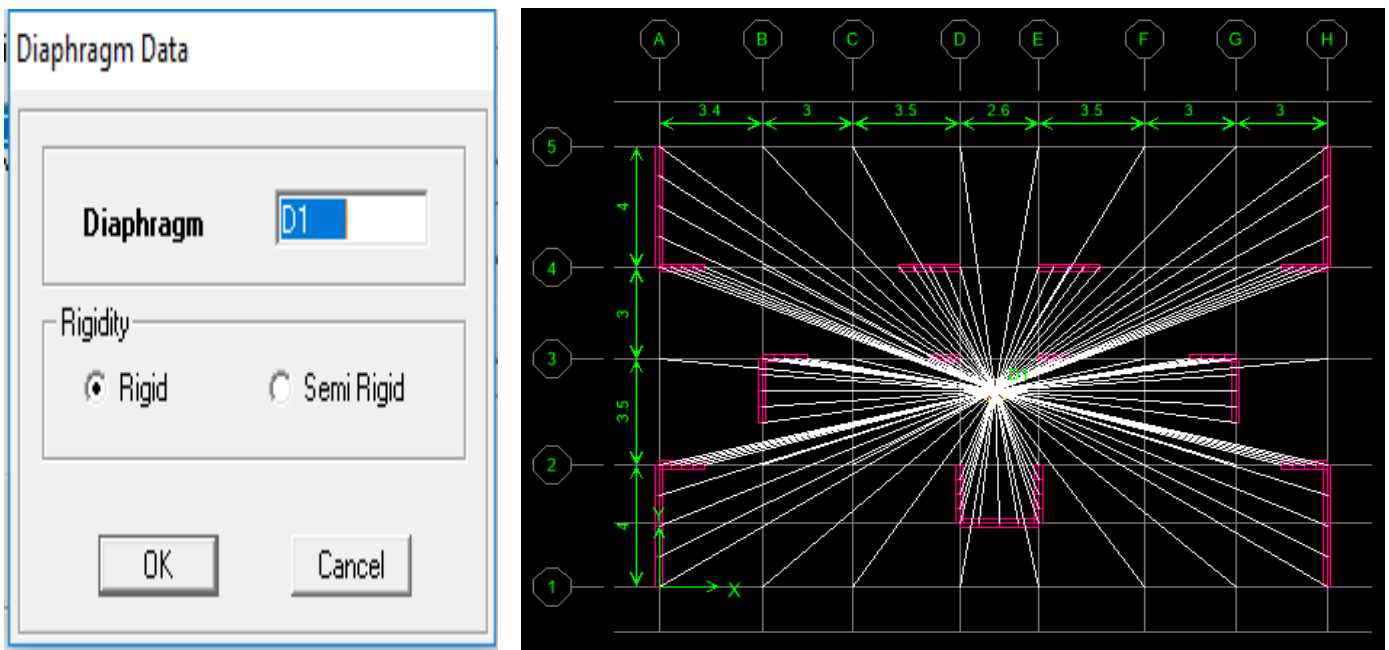 Diaphragm Data
Diaphragm
D1
Rigidity
Rigid
Semi Rigid
OK
Cancel
A B C D E F G H
3.4 3 3.5 2.6 3.5 3 3
5
4
4
3
3
D1
3.5
2
Y
4
1
X